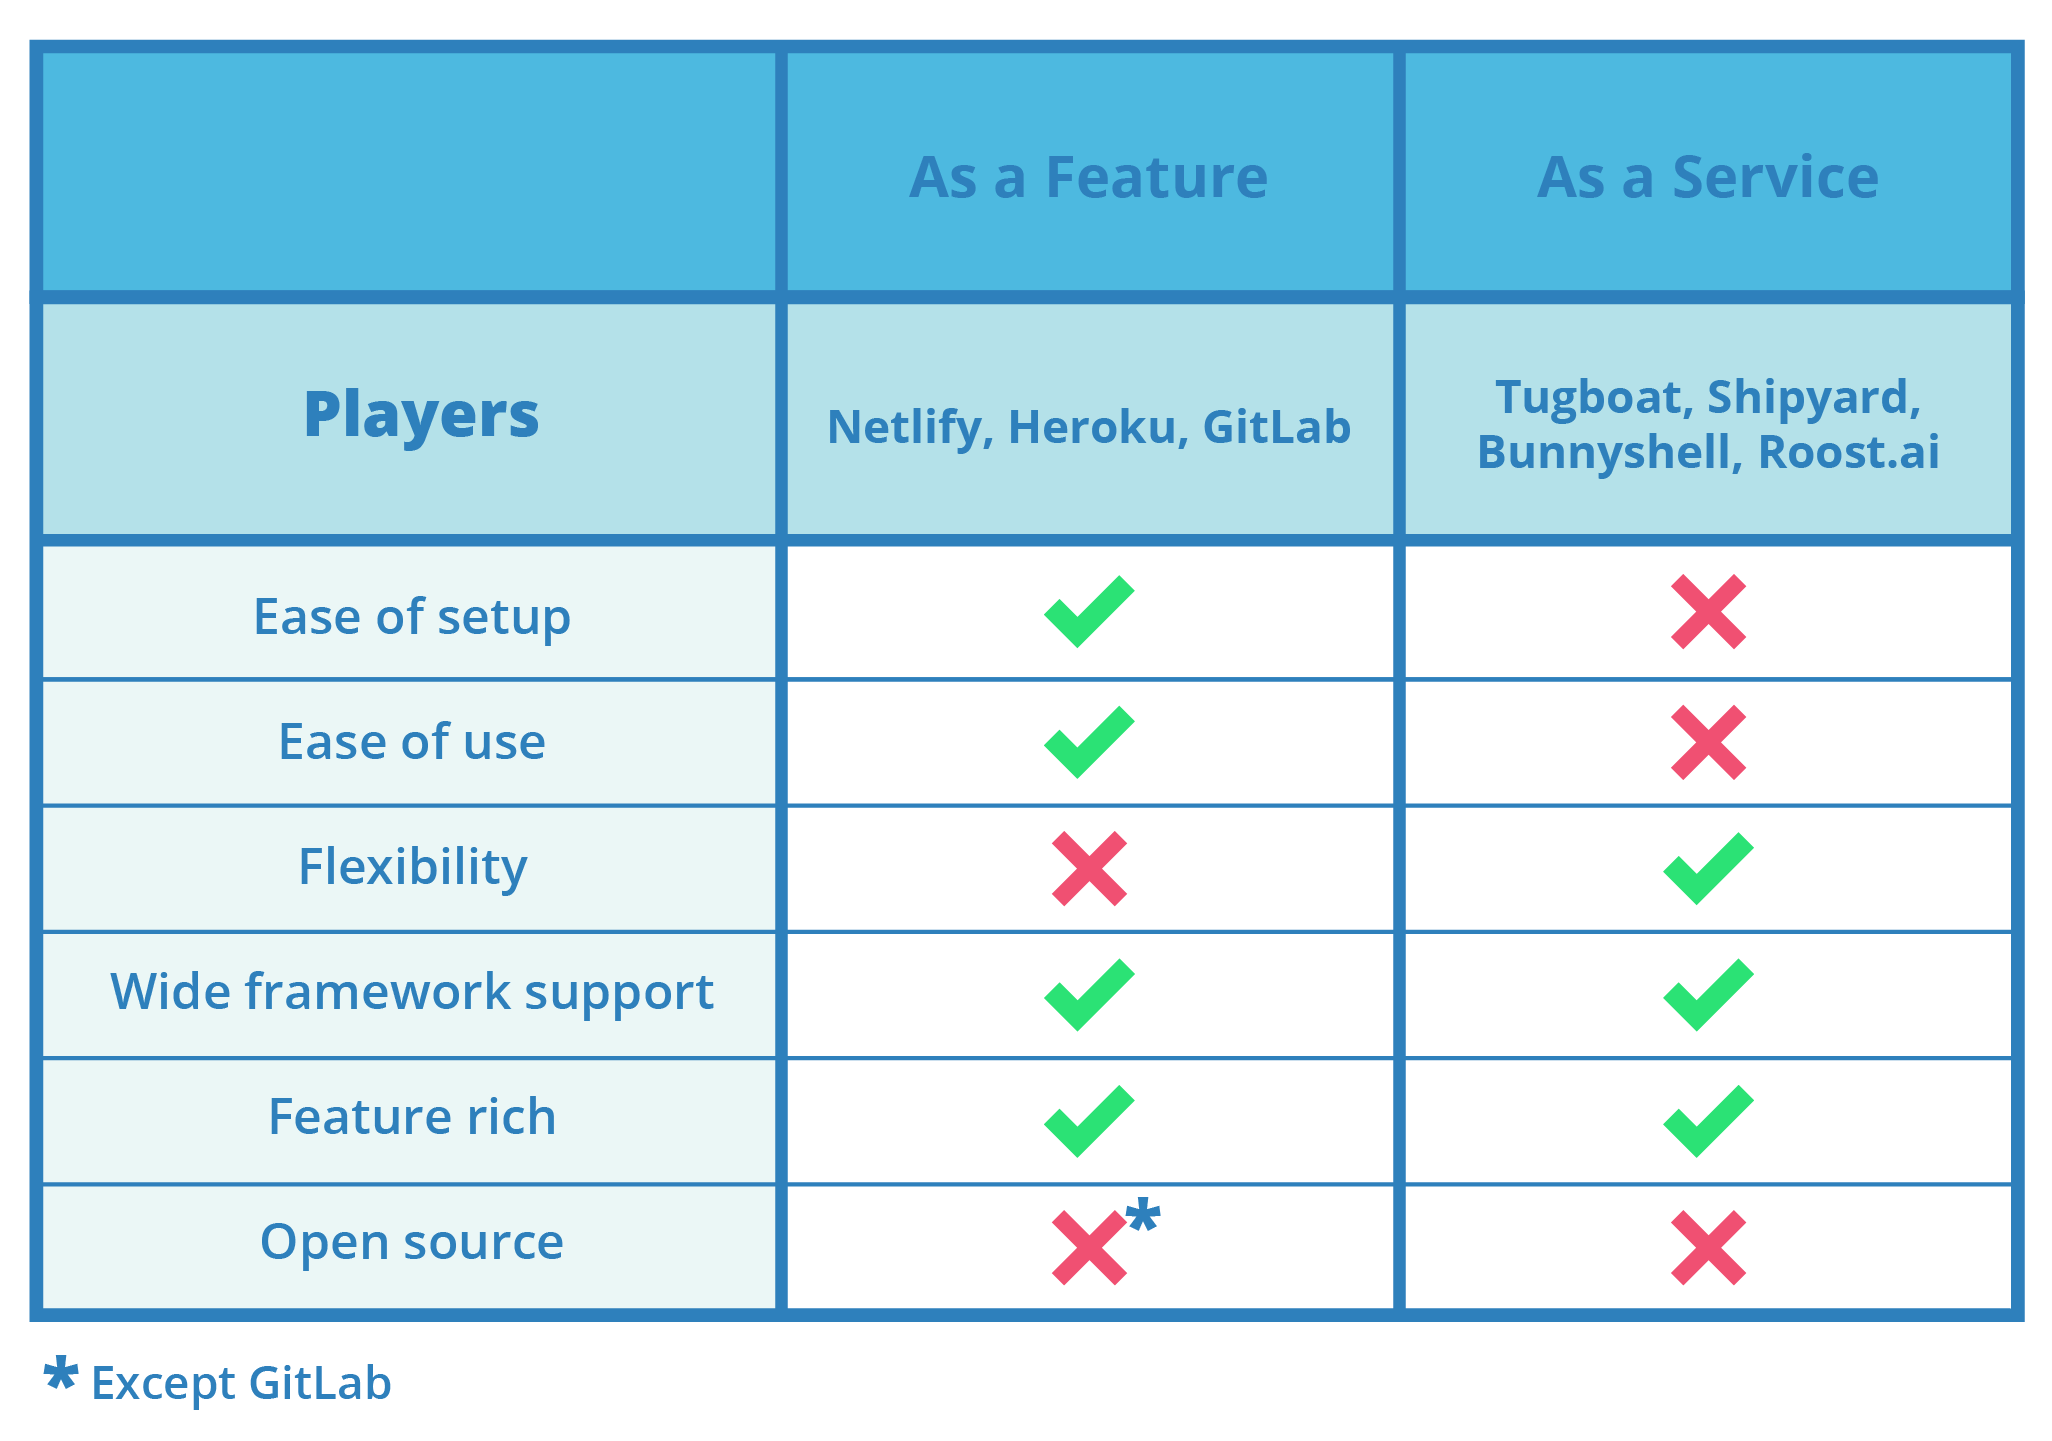 As a Feature
As a Service
Players
Netlify, Heroku, GitLab
Tugboat, Shipyard,
Bunnyshell, Roost.ai
Ease of setup
Ease of use
Flexibility
Wide framework support
Feature rich
Open source
*
* Except GitLab